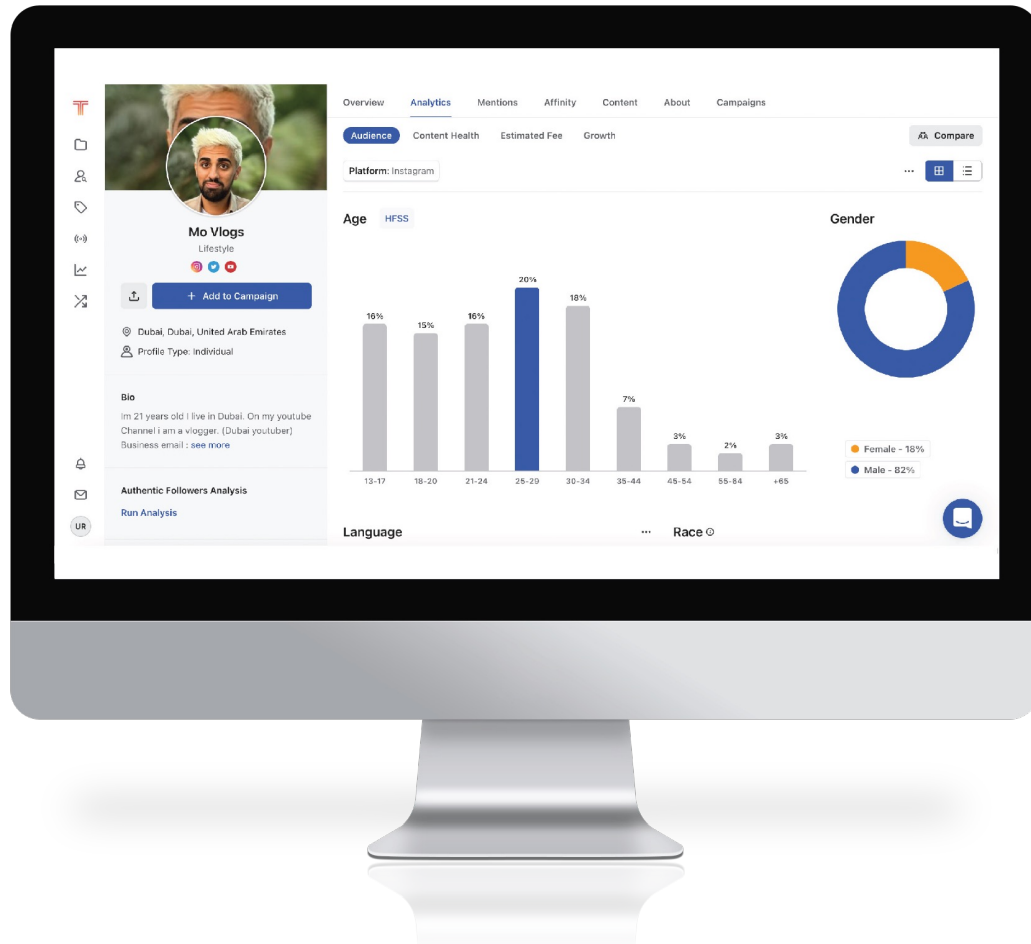 Overview Analytics Mentions Affinity Content About Campaigns
Audience Content Health Estimated Fee Growth Compare
Platform: Instagram
Mo Vlogs
Lifestyle
+ Add to Campaign
Dubai, Dubai, United Arab Emirates
Profile Type: Individual
Bio
Im 21 years old I live in Dubai. On my youtube
Channel i am a vlogger. (Dubai youtuber)
Business email : see more
Authentic Followers Analysis
Run Analysis
UR
Age HFSS
16%
15%
16%
20%
18%
7%
3%
2%
3%
13-17 18-20 21-24 25-29 30-34 35-44 45-54 55-64 +65
Gender
Female - 18%
Male - 82%
Language
Race